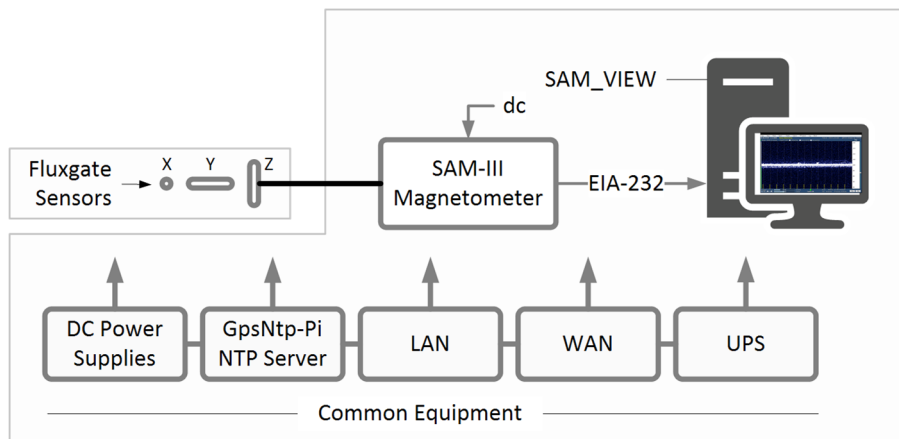 SAM_VIEW
dc
Fluxgate
Sensors
X
Y
Z
SAM-III
Magnetometer
EIA-232
DC Power
Supplies
GpsNtp-Pi
NTP Server
LAN
WAN
UPS
Common Equipment